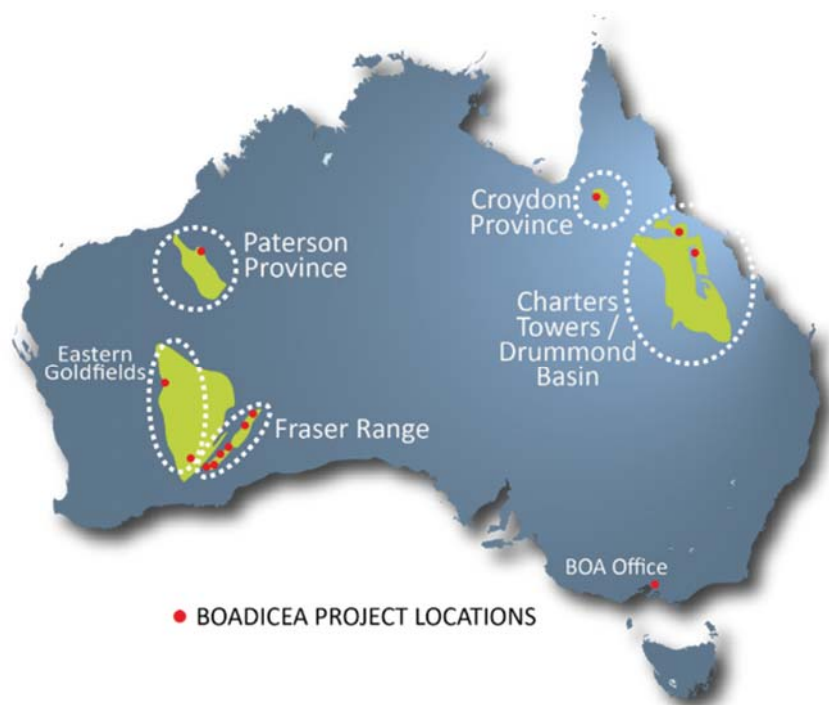 Croydon
Province
Paterson
Province
Charters
Towers /
Drummond
Basin
Eastern
Goldfields
Fraser Range
BOA Office
BOADICEA PROJECT LOCATIONS